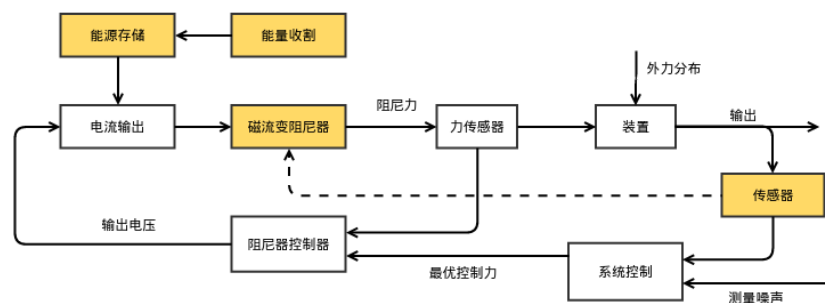 能源存储
能量收割
外力分布
电流输出
磁流变阻尼器
阻尼力
力传感器
装置
输出
传感器
输出电压
阻尼器控制器
最优控制力
系统控制
测量噪声